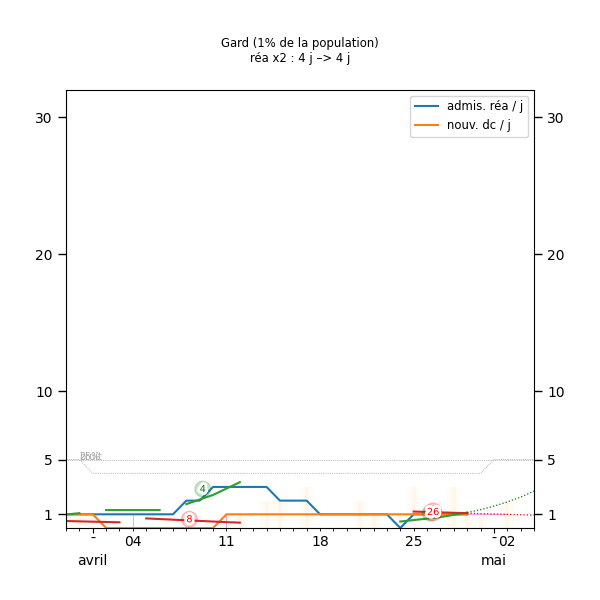 Gard (1% de la population)
réa x2 : 4 j –> 4 j
admis. réa / j
nouv. dc / j
30 30
20 20
10 10
5 5
1 1
4
8
26
- 04 11 18 25 - 02
avril mai